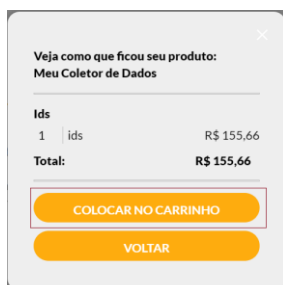 Veja como que ficou seu produto:
Meu Coletor de Dados
Ids
1 ids R$ 155,66
Total: R$ 155,66
COLOCAR NO CARRINHO
VOLTAR